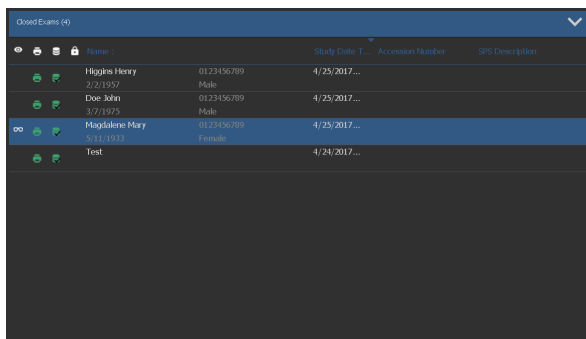 Closed Exams (4)
Name : Study Date T... Accession Number SPS Description
Higgins Henry 0123456789 4/25/2017...
2/2/1957 Male
Doe John 0123456789 4/25/2017...
3/7/1975 Male
Magdalene Mary 0123456789 4/25/2017...
5/11/1933 Female
Test 4/24/2017...